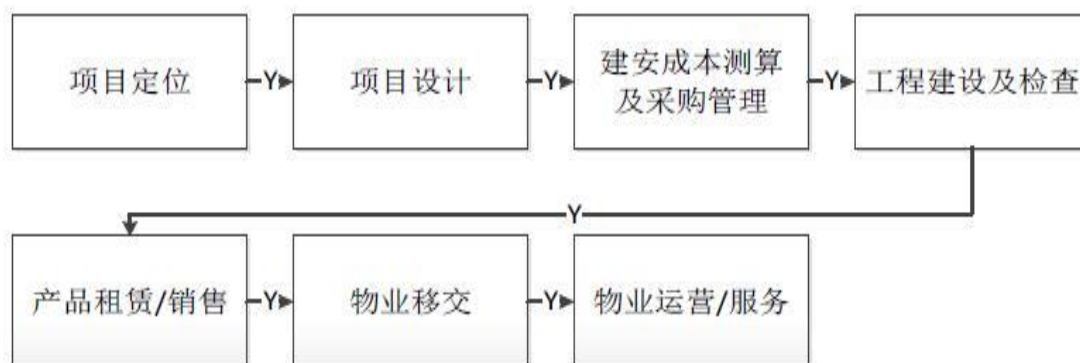 项目定位
Y
项目设计
Y
建安成本测算
及采购管理
Y
工程建设及检查
Y
产品租赁/销售
Y
物业移交
Y
物业运营/服务